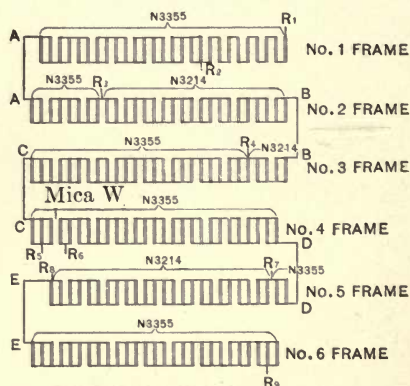 N3355 R1
A
No. 1 FRAME
R2
N3355 R3 N3214
A B
No. 2 FRAME
N3355 R4 N3214
C B
No. 3 FRAME
Mica W N3355
C No. 4 FRAME
R5 R6 D
N3214 R7 N3355
E R8
No. 5 FRAME
D
N3355
E
No. 6 FRAME
R9